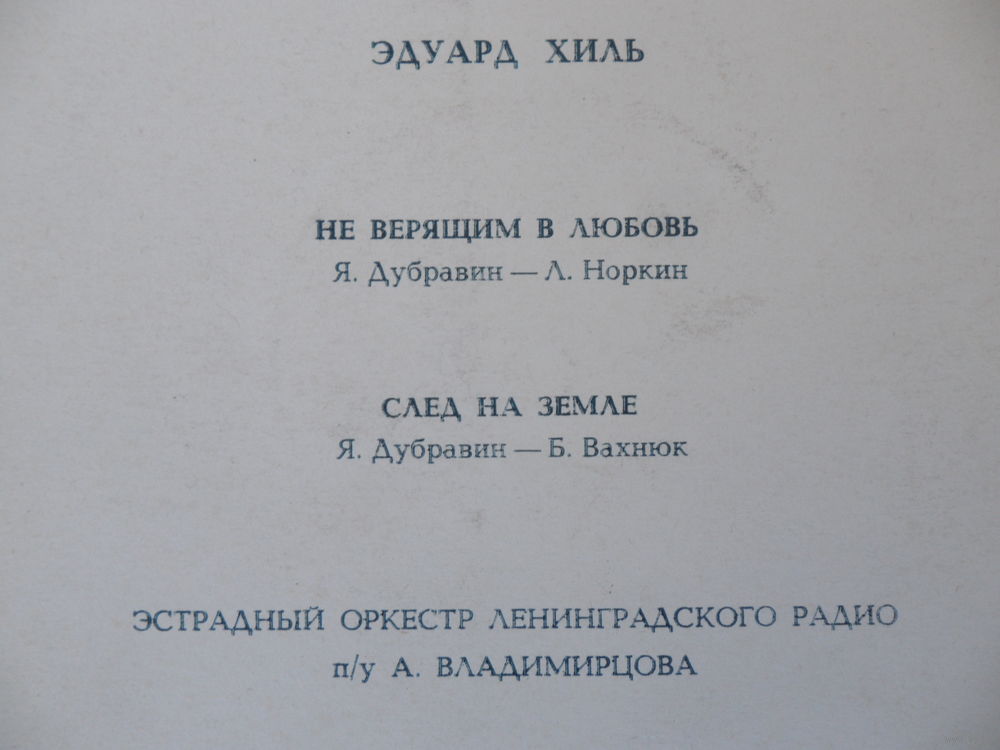 ЭДУАРД ХИЛЬ
НЕ ВЕРЯЩИМ В ЛЮБОВЬ
Я. Дубравин — Л. Норкин
СЛЕД НА ЗЕМЛЕ
Я. Дубравин — Б. Вахнюк
ЭСТРАДНЫЙ ОРКЕСТР ЛЕНИНГРАДСКОГО РАДИО
п/у А. ВЛАДИМИРЦОВА